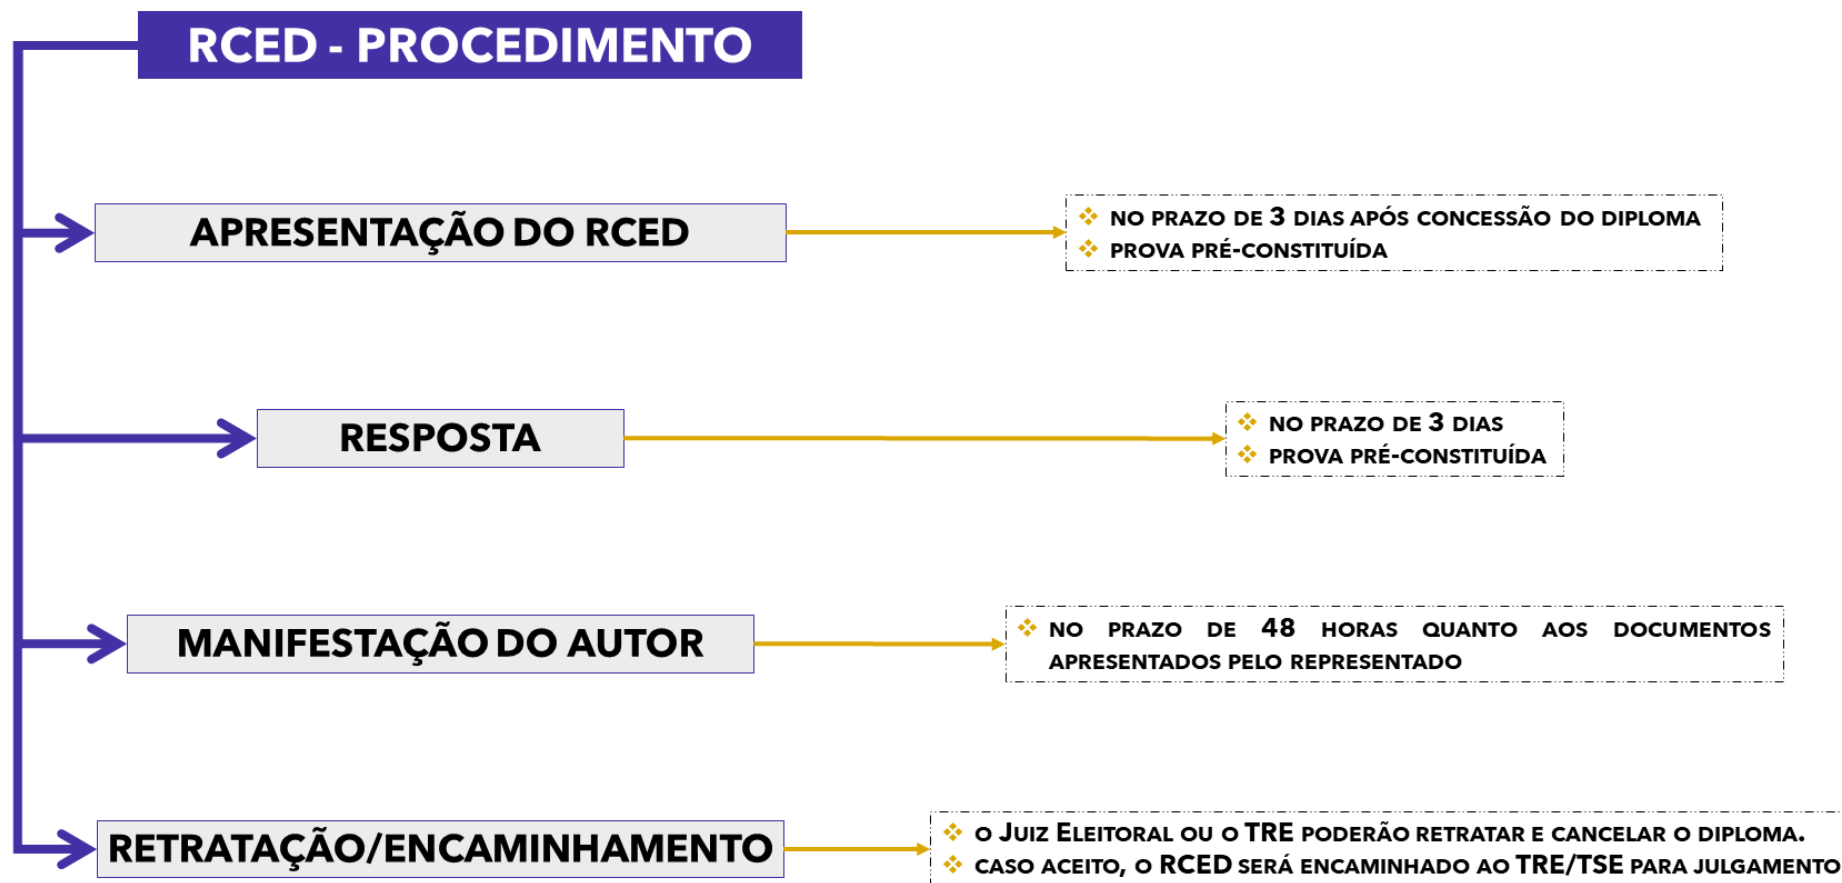 RCED - PROCEDIMENTO
APRESENTAÇÃO DO RCED
NO PRAZO DE 3 DIAS APÓS CONCESSÃO DO DIPLOMA
PROVA PRÉ-CONSTITUÍDA
RESPOSTA
NO PRAZO DE 3 DIAS
PROVA PRÉ-CONSTITUÍDA
MANIFESTAÇÃO DO AUTOR
NO PRAZO DE 48 HORAS QUANTO AOS DOCUMENTOS
APRESENTADOS PELO REPRESENTADO
RETRATAÇÃO/ENCAMINHAMENTO
O JUIZ ELEITORAL OU O TRE PODERÃO RETRATAR E CANCELAR O DIPLOMA.
CASO ACEITO, O RCED SERÁ ENCAMINHADO AO TRE/TSE PARA JULGAMENTO